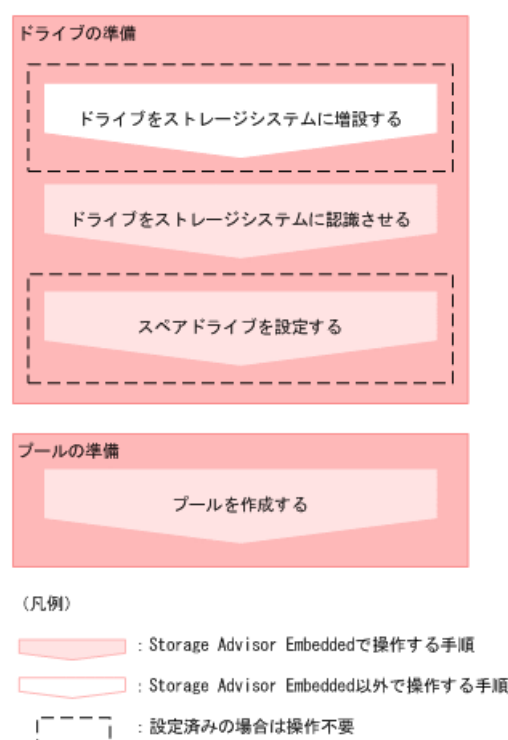 ドライブの準備
ドライブをストレージシステムに増設する
ドライブをストレージシステムに認識させる
スペアドライブを設定する
プールの準備
プールを作成する
（凡例）
：Storage Advisor Embeddedで操作する手順
：Storage Advisor Embedded以外で操作する手順
：設定済みの場合は操作不要